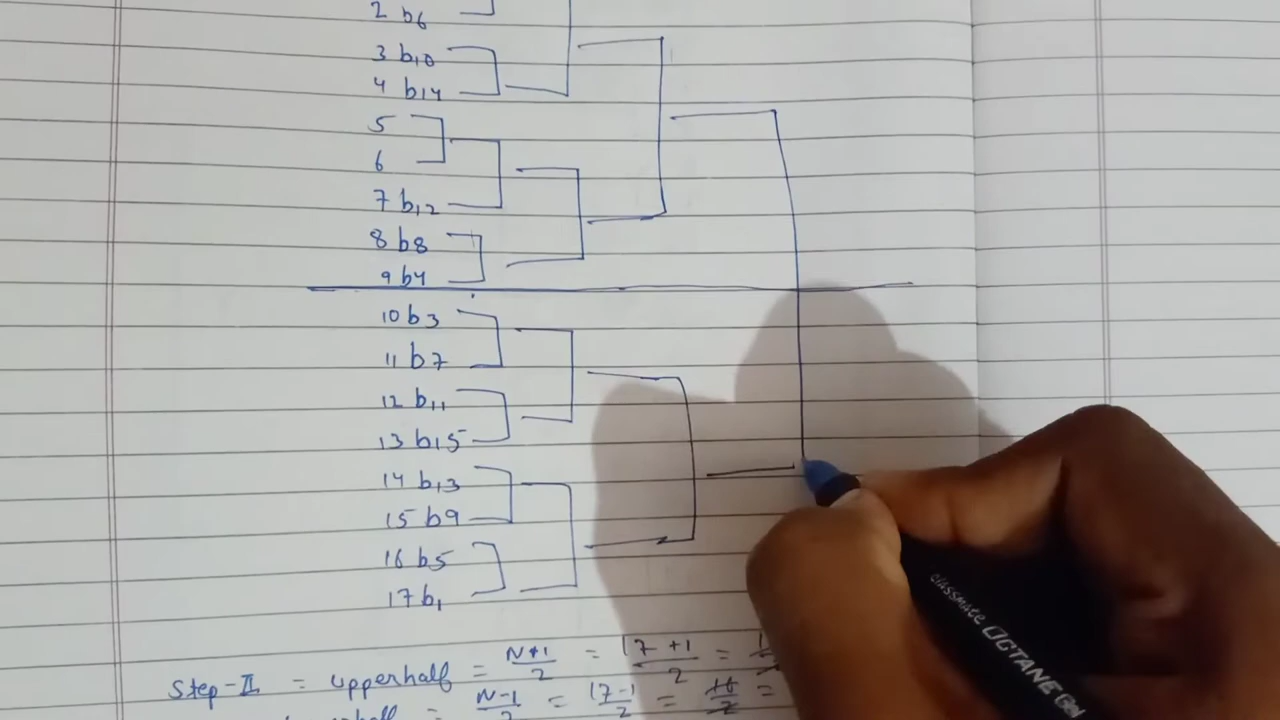 2 b6
3 b10
4 b14
5
6
7 b12
8 b8
9 b4
10 b3
11 b7
12 b11
13 b15
14 b13
15 b9
16 b5
17 b1
Step-II = upperhalf = N+1/2 = 17+1/2 =
= N-1/2 = 17-1/2 = 16/2 =
classmate OCTANE Gel